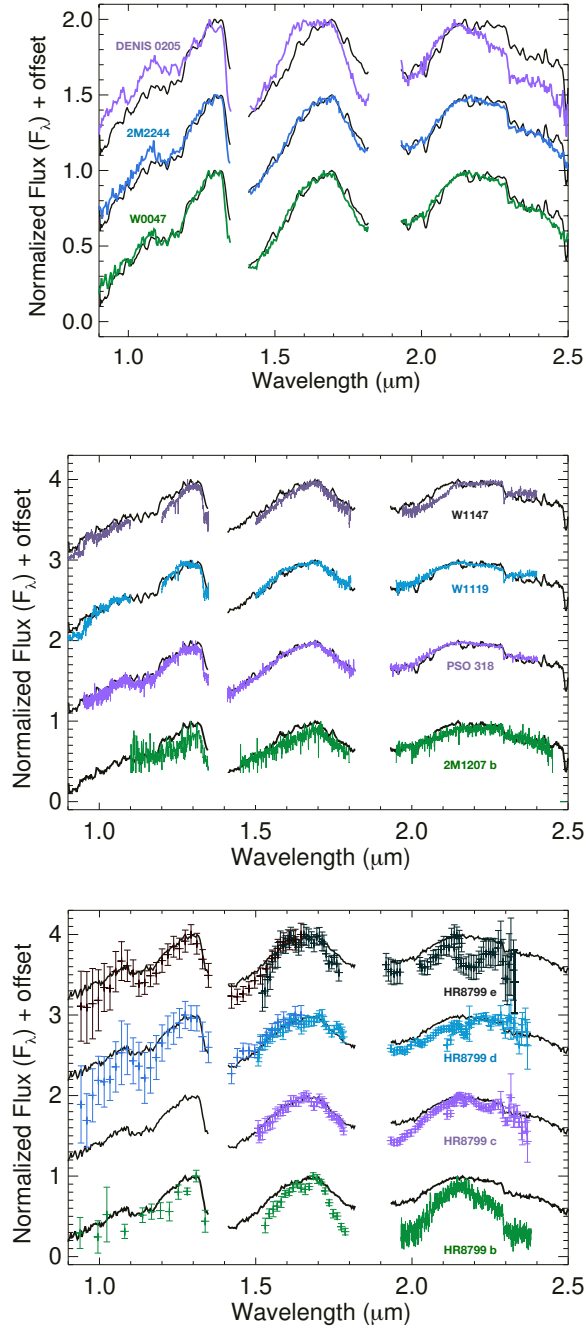 2.0
DENIS 0205
1.5
2M2244
1.0
W0047
0.5
0.0
Normalized Flux (Fλ) + offset
1.0 1.5 2.0 2.5
Wavelength (μm)
4
W1147
3
W1119
2
PSO 318
1
2M1207 b
0
Normalized Flux (Fλ) + offset
1.0 1.5 2.0 2.5
Wavelength (μm)
4
HR8799 e
3
HR8799 d
2
HR8799 c
1
HR8799 b
0
Normalized Flux (Fλ) + offset
1.0 1.5 2.0 2.5
Wavelength (μm)